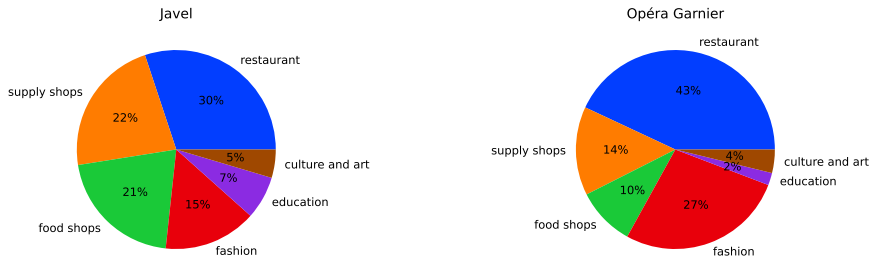 Javel
restaurant
30%
supply shops
22%
food shops
21%
fashion
15%
education
7%
culture and art
5%
Opéra Garnier
restaurant
43%
supply shops
14%
food shops
10%
fashion
27%
education
2%
culture and art
4%